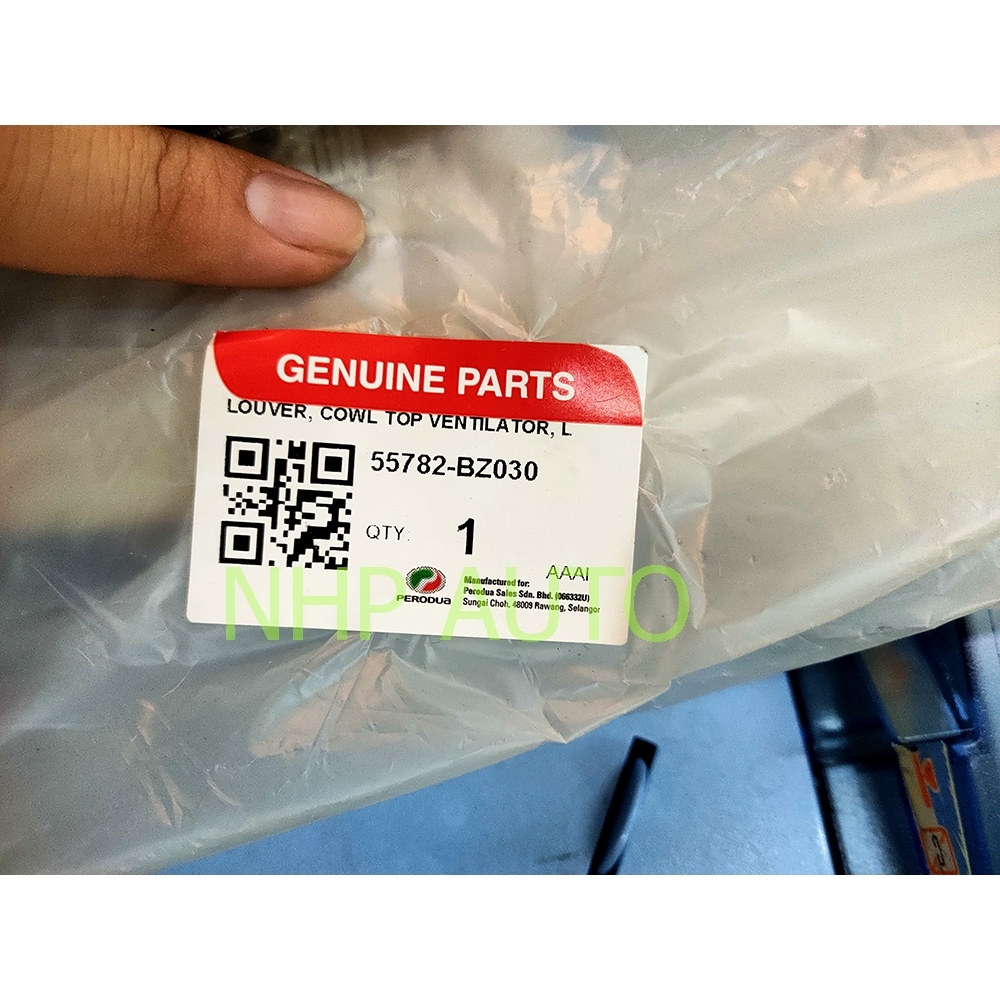 GENUINE PARTS
LOUVER, COWL TOP VENTILATOR, L
55782-BZ030
QTY: 1
AAAI
PERODUA
Manufactured for:
Perodua Sales Sdn. Bhd. (066332U)
Sungai Choh, 48009 Rawang, Selangor
NHP AUTO